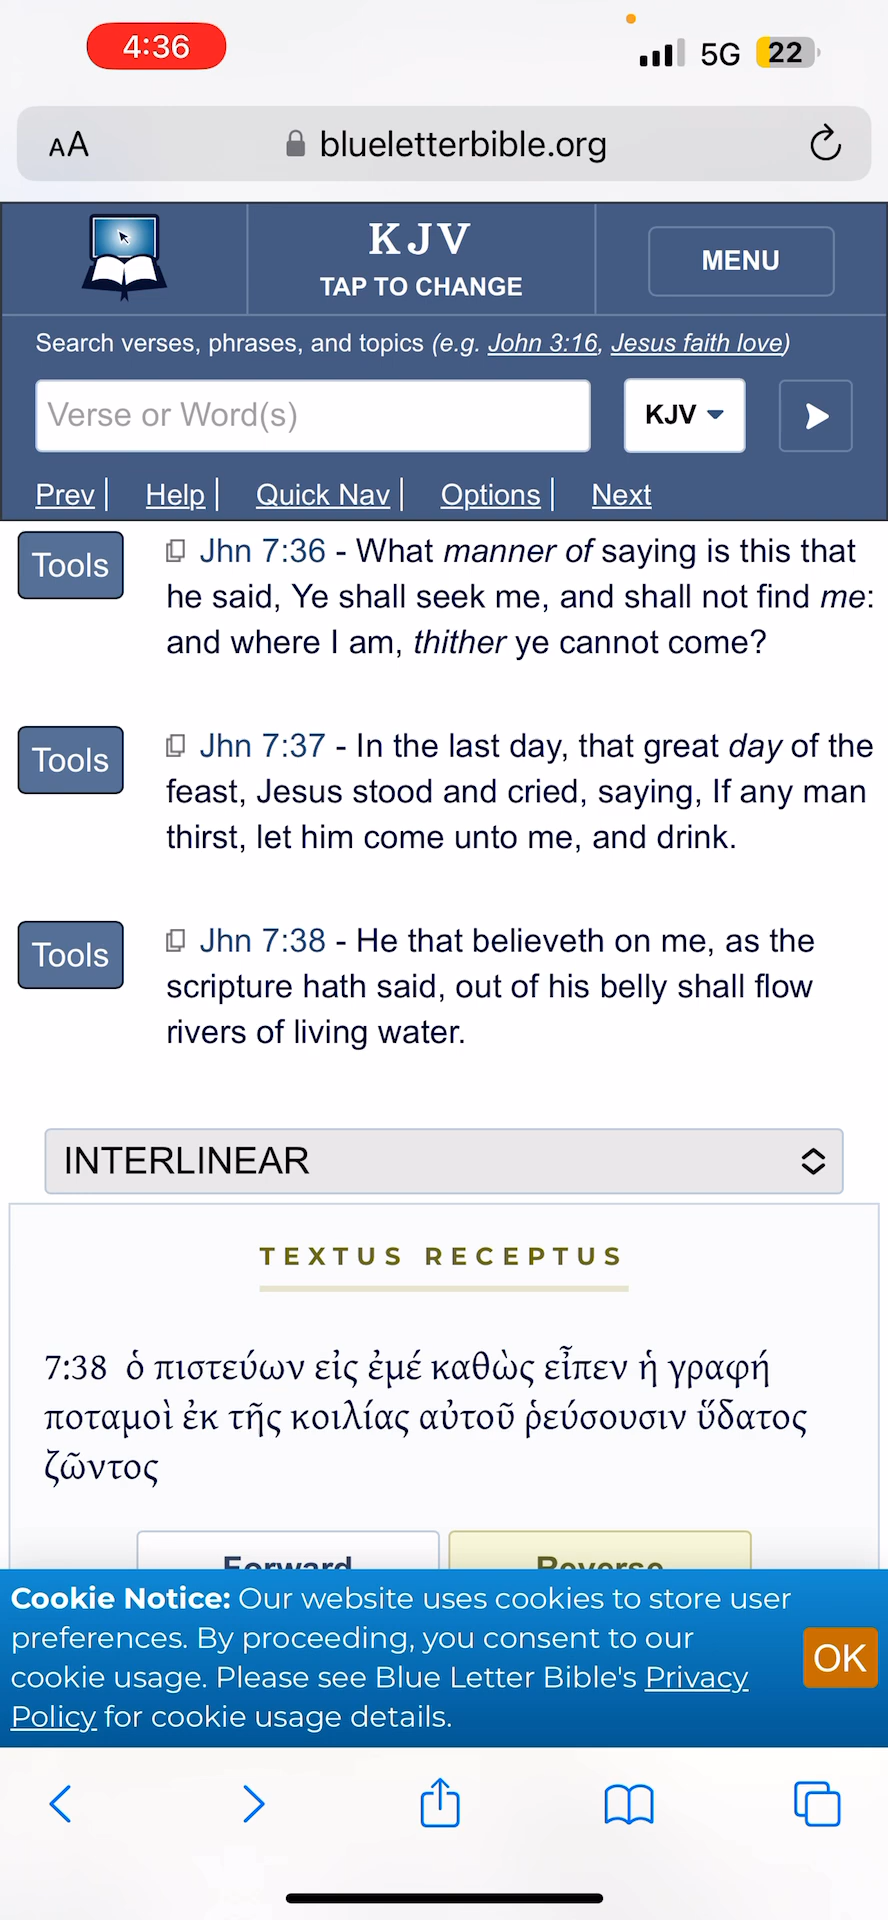 4:36
5G 22
AA blueletterbible.org
KJV
TAP TO CHANGE
MENU
Search verses, phrases, and topics (e.g. John 3:16, Jesus faith love)
Verse or Word(s)
KJV
Prev | Help | Quick Nav | Options | Next
Tools
Jhn 7:36 - What manner of saying is this that
he said, Ye shall seek me, and shall not find me:
and where I am, thither ye cannot come?
Tools
Jhn 7:37 - In the last day, that great day of the
feast, Jesus stood and cried, saying, If any man
thirst, let him come unto me, and drink.
Tools
Jhn 7:38 - He that believeth on me, as the
scripture hath said, out of his belly shall flow
rivers of living water.
INTERLINEAR
TEXTUS RECEPTUS
7:38 ὁ πιστεύων εἰς ἐμέ καθὼς εἶπεν ἡ γραφή
ποταμοὶ ἐκ τῆς κοιλίας αὐτοῦ ῥεύσουσιν ὕδατος
ζῶντος
Forward Reverse
Cookie Notice: Our website uses cookies to store user
preferences. By proceeding, you consent to our
cookie usage. Please see Blue Letter Bible's Privacy
Policy for cookie usage details.
OK